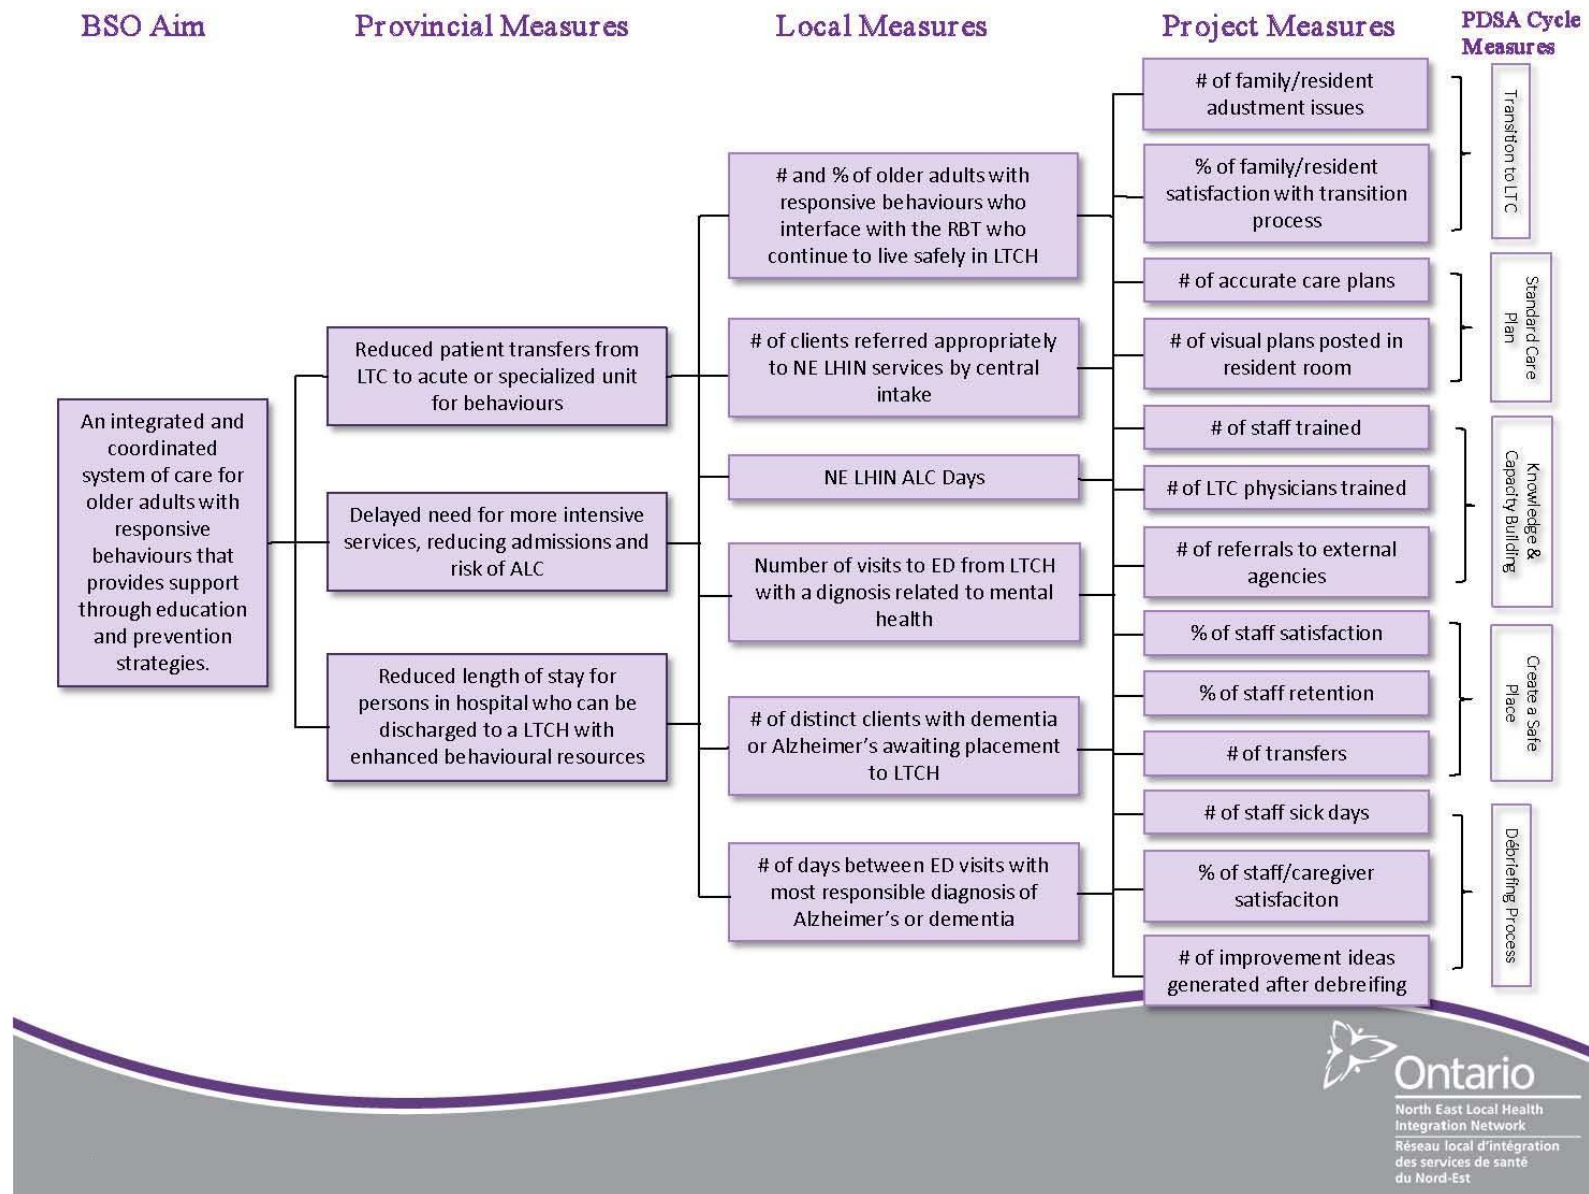 BSO Aim
Provincial Measures
Local Measures
Project Measures
PDSA Cycle
Measures
An integrated and
coordinated
system of care for
older adults with
responsive
behaviours that
provides support
through education
and prevention
strategies.
Reduced patient transfers from
LTC to acute or specialized unit
for behaviours
Delayed need for more intensive
services, reducing admissions and
risk of ALC
Reduced length of stay for
persons in hospital who can be
discharged to a LTCH with
enhanced behavioural resources
# and % of older adults with
responsive behaviours who
interface with the RBT who
continue to live safely in LTCH
# of clients referred appropriately
to NE LHIN services by central
intake
NE LHIN ALC Days
Number of visits to ED from LTCH
with a dignosis related to mental
health
# of distinct clients with dementia
or Alzheimer's awaiting placement
to LTCH
# of days between ED visits with
most responsible diagnosis of
Alzheimer's or dementia
# of family/resident
adustment issues
% of family/resident
satisfaction with transition
process
# of accurate care plans
# of visual plans posted in
resident room
# of staff trained
# of LTC physicians trained
# of referrals to external
agencies
% of staff satisfaction
% of staff retention
# of transfers
# of staff sick days
% of staff/caregiver
satisfaciton
# of improvement ideas
generated after debreifing
Transition to LTC
Standard Care
Plan
Knowledge &
Capacity Building
Create a Safe
Place
Débriefing Process
Ontario
North East Local Health
Integration Network
Réseau local d'intégration
des services de santé
du Nord-Est